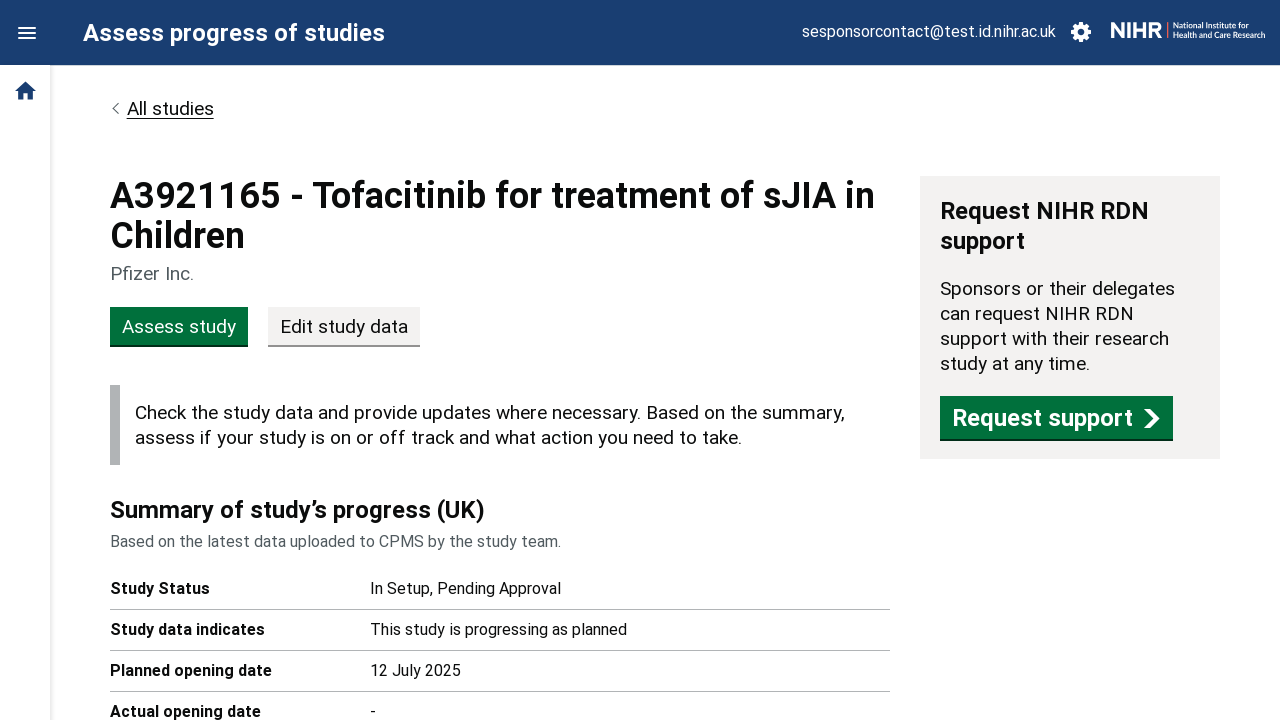 Assess progress of studies
sesponsorcontact@test.id.nihr.ac.uk
NIHR
National Institute for
Health and Care Research
All studies
A3921165 - Tofacitinib for treatment of sJIA in
Children
Pfizer Inc.
Assess study
Edit study data
Check the study data and provide updates where necessary. Based on the summary,
assess if your study is on or off track and what action you need to take.
Summary of study’s progress (UK)
Based on the latest data uploaded to CPMS by the study team.
Study Status In Setup, Pending Approval
Study data indicates This study is progressing as planned
Planned opening date 12 July 2025
Actual opening date -
Request NIHR RDN
support
Sponsors or their delegates
can request NIHR RDN
support with their research
study at any time.
Request support